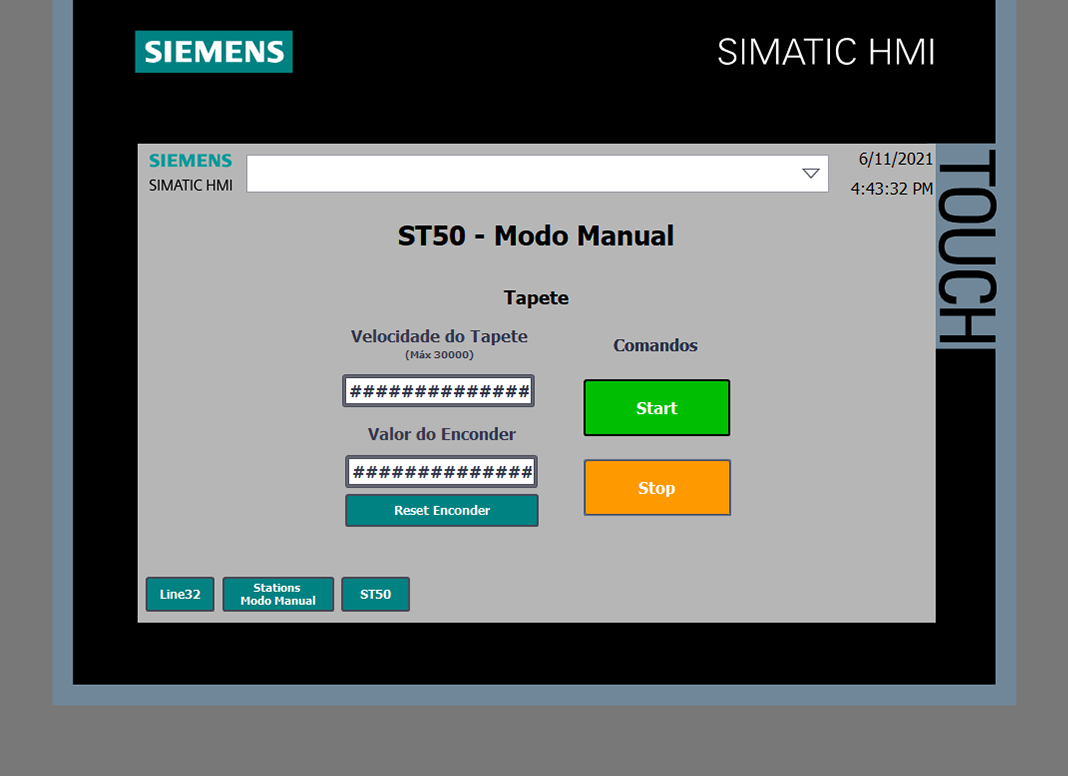 SIEMENS
SIMATIC HMI
SIEMENS
SIMATIC HMI
6/11/2021
4:43:32 PM
TOUCH
ST50 - Modo Manual
Tapete
Velocidade do Tapete
(Máx 30000)
Comandos
##############
Start
Valor do Enconder
##############
Stop
Reset Enconder
Line32
Stations
Modo Manual
ST50